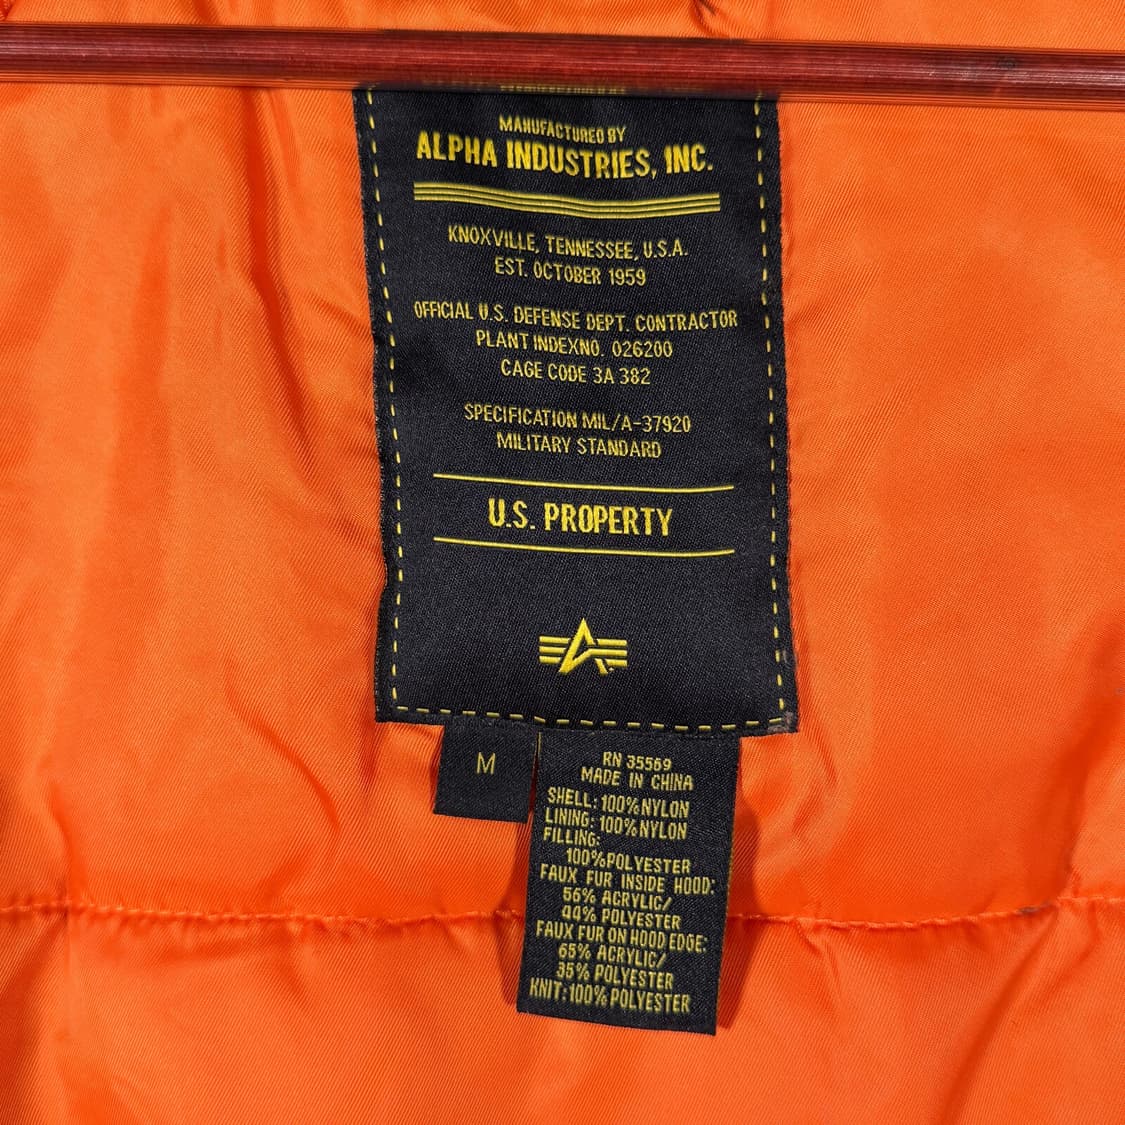 MANUFACTURED BY
ALPHA INDUSTRIES, INC.
KNOXVILLE, TENNESSEE, U.S.A.
EST. OCTOBER 1959
OFFICIAL U.S. DEFENSE DEPT. CONTRACTOR
PLANT INDEXNO. 026200
CAGE CODE 3A 382
SPECIFICATION MIL/A-37920
MILITARY STANDARD
U.S. PROPERTY
M
RN 35569
MADE IN CHINA
SHELL: 100%NYLON
LINING: 100%NYLON
FILLING:
100%POLYESTER
FAUX FUR INSIDE HOOD:
56% ACRYLIC/
44% POLYESTER
FAUX FUR ON HOOD EDGE:
65% ACRYLIC/
35% POLYESTER
KNIT:100%POLYESTER